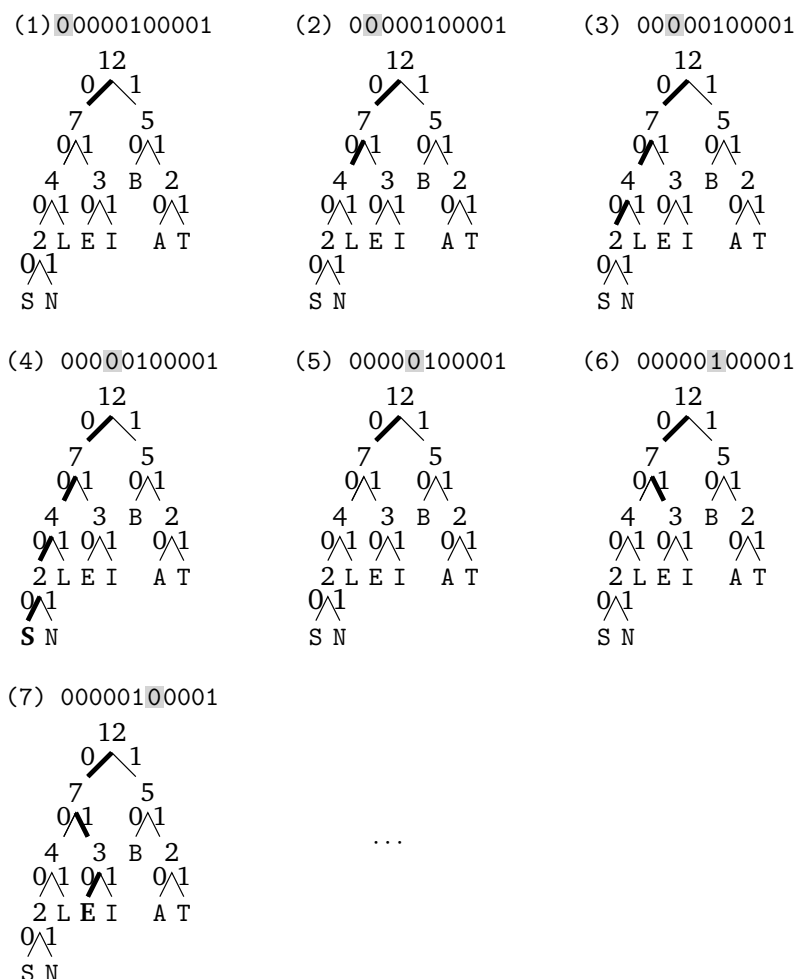 (1) 00000100001
12
0 1
7 5
0 1 0 1
4 3 B 2
0 1 0 1 0 1
2 L E I A T
0 1
S N
(2) 00000100001
12
0 1
7 5
0 1 0 1
4 3 B 2
0 1 0 1 0 1
2 L E I A T
0 1
S N
(3) 00000100001
12
0 1
7 5
0 1 0 1
4 3 B 2
0 1 0 1 0 1
2 L E I A T
0 1
S N
(4) 00000100001
12
0 1
7 5
0 1 0 1
4 3 B 2
0 1 0 1 0 1
2 L E I A T
0 1
S N
(5) 00000100001
12
0 1
7 5
0 1 0 1
4 3 B 2
0 1 0 1 0 1
2 L E I A T
0 1
S N
(6) 00000100001
12
0 1
7 5
0 1 0 1
4 3 B 2
0 1 0 1 0 1
2 L E I A T
0 1
S N
(7) 00000100001
12
0 1
7 5
0 1 0 1
4 3 B 2
0 1 0 1 0 1
2 L E I A T
0 1
S N
...